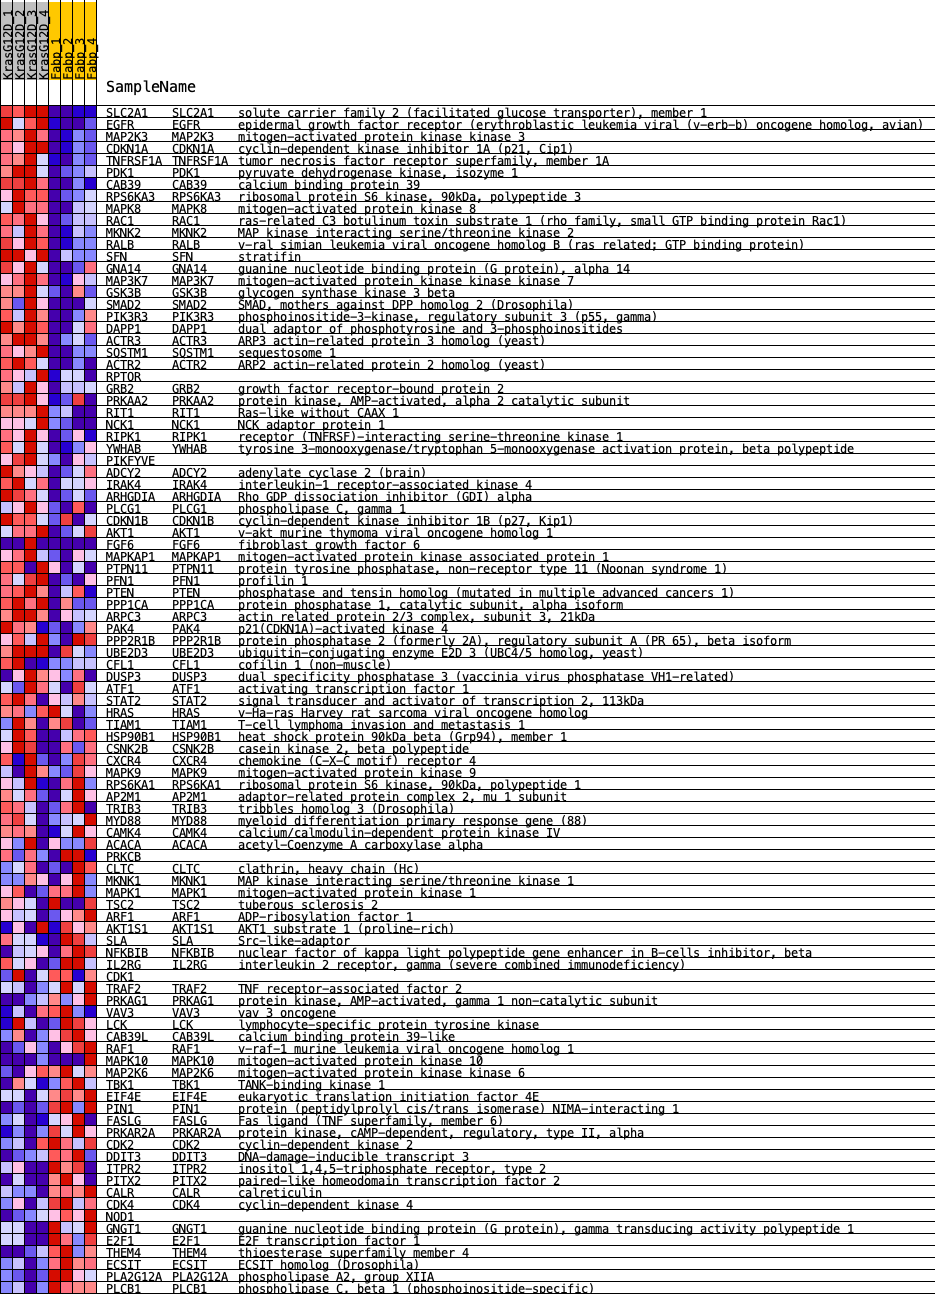 KrasG12D_1
KrasG12D_2
KrasG12D_3
KrasG12D_4
Fabp_1
Fabp_2
Fabp_3
Fabp_4
SampleName
SLC2A1 SLC2A1 solute carrier family 2 (facilitated glucose transporter), member 1
EGFR EGFR epidermal growth factor receptor (erythroblastic leukemia viral (v-erb-b) oncogene homolog, avian)
MAP2K3 MAP2K3 mitogen-activated protein kinase kinase 3
CDKN1A CDKN1A cyclin-dependent kinase inhibitor 1A (p21, Cip1)
TNFRSF1A TNFRSF1A tumor necrosis factor receptor superfamily, member 1A
PDK1 PDK1 pyruvate dehydrogenase kinase, isozyme 1
CAB39 CAB39 calcium binding protein 39
RPS6KA3 RPS6KA3 ribosomal protein S6 kinase, 90kDa, polypeptide 3
MAPK8 MAPK8 mitogen-activated protein kinase 8
RAC1 RAC1 ras-related C3 botulinum toxin substrate 1 (rho family, small GTP binding protein Rac1)
MKNK2 MKNK2 MAP kinase interacting serine/threonine kinase 2
RALB RALB v-ral simian leukemia viral oncogene homolog B (ras related; GTP binding protein)
SFN SFN stratifin
GNA14 GNA14 guanine nucleotide binding protein (G protein), alpha 14
MAP3K7 MAP3K7 mitogen-activated protein kinase kinase kinase 7
GSK3B GSK3B glycogen synthase kinase 3 beta
SMAD2 SMAD2 SMAD, mothers against DPP homolog 2 (Drosophila)
PIK3R3 PIK3R3 phosphoinositide-3-kinase, regulatory subunit 3 (p55, gamma)
DAPP1 DAPP1 dual adaptor of phosphotyrosine and 3-phosphoinositides
ACTR3 ACTR3 ARP3 actin-related protein 3 homolog (yeast)
SQSTM1 SQSTM1 sequestosome 1
ACTR2 ACTR2 ARP2 actin-related protein 2 homolog (yeast)
RPTOR
GRB2 GRB2 growth factor receptor-bound protein 2
PRKAA2 PRKAA2 protein kinase, AMP-activated, alpha 2 catalytic subunit
RIT1 RIT1 Ras-like without CAAX 1
NCK1 NCK1 NCK adaptor protein 1
RIPK1 RIPK1 receptor (TNFRSF)-interacting serine-threonine kinase 1
YWHAB YWHAB tyrosine 3-monooxygenase/tryptophan 5-monooxygenase activation protein, beta polypeptide
PIKFYVE
ADCY2 ADCY2 adenylate cyclase 2 (brain)
IRAK4 IRAK4 interleukin-1 receptor-associated kinase 4
ARHGDIA ARHGDIA Rho GDP dissociation inhibitor (GDI) alpha
PLCG1 PLCG1 phospholipase C, gamma 1
CDKN1B CDKN1B cyclin-dependent kinase inhibitor 1B (p27, Kip1)
AKT1 AKT1 v-akt murine thymoma viral oncogene homolog 1
FGF6 FGF6 fibroblast growth factor 6
MAPKAP1 MAPKAP1 mitogen-activated protein kinase associated protein 1
PTPN11 PTPN11 protein tyrosine phosphatase, non-receptor type 11 (Noonan syndrome 1)
PFN1 PFN1 profilin 1
PTEN PTEN phosphatase and tensin homolog (mutated in multiple advanced cancers 1)
PPP1CA PPP1CA protein phosphatase 1, catalytic subunit, alpha isoform
ARPC3 ARPC3 actin related protein 2/3 complex, subunit 3, 21kDa
PAK4 PAK4 p21(CDKN1A)-activated kinase 4
PPP2R1B PPP2R1B protein phosphatase 2 (formerly 2A), regulatory subunit A (PR 65), beta isoform
UBE2D3 UBE2D3 ubiquitin-conjugating enzyme E2D 3 (UBC4/5 homolog, yeast)
CFL1 CFL1 cofilin 1 (non-muscle)
DUSP3 DUSP3 dual specificity phosphatase 3 (vaccinia virus phosphatase VH1-related)
ATF1 ATF1 activating transcription factor 1
STAT2 STAT2 signal transducer and activator of transcription 2, 113kDa
HRAS HRAS v-Ha-ras Harvey rat sarcoma viral oncogene homolog
TIAM1 TIAM1 T-cell lymphoma invasion and metastasis 1
HSP90B1 HSP90B1 heat shock protein 90kDa beta (Grp94), member 1
CSNK2B CSNK2B casein kinase 2, beta polypeptide
CXCR4 CXCR4 chemokine (C-X-C motif) receptor 4
MAPK9 MAPK9 mitogen-activated protein kinase 9
RPS6KA1 RPS6KA1 ribosomal protein S6 kinase, 90kDa, polypeptide 1
AP2M1 AP2M1 adaptor-related protein complex 2, mu 1 subunit
TRIB3 TRIB3 tribbles homolog 3 (Drosophila)
MYD88 MYD88 myeloid differentiation primary response gene (88)
CAMK4 CAMK4 calcium/calmodulin-dependent protein kinase IV
ACACA ACACA acetyl-Coenzyme A carboxylase alpha
PRKCB
CLTC CLTC clathrin, heavy chain (Hc)
MKNK1 MKNK1 MAP kinase interacting serine/threonine kinase 1
MAPK1 MAPK1 mitogen-activated protein kinase 1
TSC2 TSC2 tuberous sclerosis 2
ARF1 ARF1 ADP-ribosylation factor 1
AKT1S1 AKT1S1 AKT1 substrate 1 (proline-rich)
SLA SLA Src-like-adaptor
NFKBIB NFKBIB nuclear factor of kappa light polypeptide gene enhancer in B-cells inhibitor, beta
IL2RG IL2RG interleukin 2 receptor, gamma (severe combined immunodeficiency)
CDK1
TRAF2 TRAF2 TNF receptor-associated factor 2
PRKAG1 PRKAG1 protein kinase, AMP-activated, gamma 1 non-catalytic subunit
VAV3 VAV3 vav 3 oncogene
LCK LCK lymphocyte-specific protein tyrosine kinase
CAB39L CAB39L calcium binding protein 39-like
RAF1 RAF1 v-raf-1 murine leukemia viral oncogene homolog 1
MAPK10 MAPK10 mitogen-activated protein kinase 10
MAP2K6 MAP2K6 mitogen-activated protein kinase kinase 6
TBK1 TBK1 TANK-binding kinase 1
EIF4E EIF4E eukaryotic translation initiation factor 4E
PIN1 PIN1 protein (peptidylprolyl cis/trans isomerase) NIMA-interacting 1
FASLG FASLG Fas ligand (TNF superfamily, member 6)
PRKAR2A PRKAR2A protein kinase, cAMP-dependent, regulatory, type II, alpha
CDK2 CDK2 cyclin-dependent kinase 2
DDIT3 DDIT3 DNA-damage-inducible transcript 3
ITPR2 ITPR2 inositol 1,4,5-triphosphate receptor, type 2
PITX2 PITX2 paired-like homeodomain transcription factor 2
CALR CALR calreticulin
CDK4 CDK4 cyclin-dependent kinase 4
NOD1
GNGT1 GNGT1 guanine nucleotide binding protein (G protein), gamma transducing activity polypeptide 1
E2F1 E2F1 E2F transcription factor 1
THEM4 THEM4 thioesterase superfamily member 4
ECSIT ECSIT ECSIT homolog (Drosophila)
PLA2G12A PLA2G12A phospholipase A2, group XIIA
PLCB1 PLCB1 phospholipase C, beta 1 (phosphoinositide-specific)